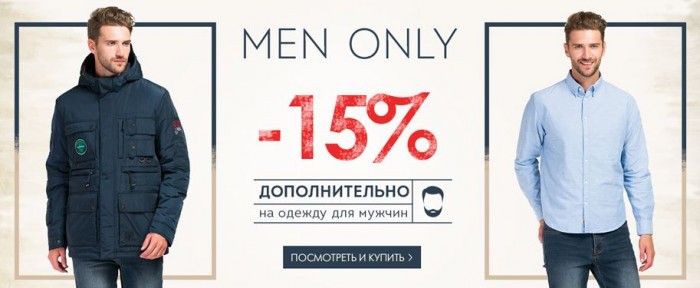 MEN ONLY
-15%
ДОПОЛНИТЕЛЬНО
на одежду для мужчин
ПОСМОТРЕТЬ И КУПИТЬ >